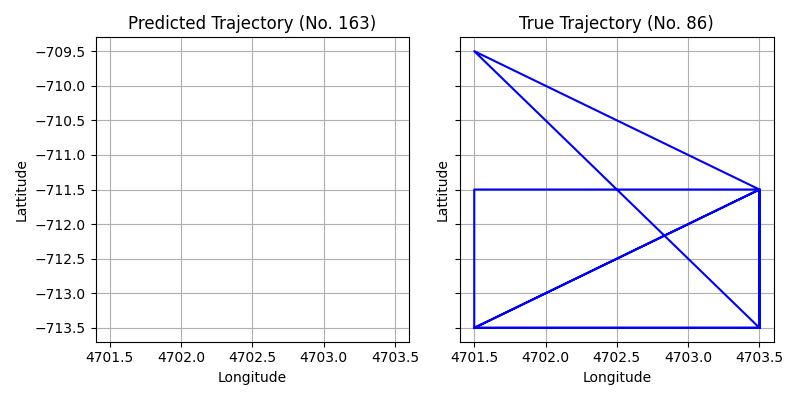 Predicted Trajectory (No. 163)
−709.5
−710.0
−710.5
−711.0
−711.5
−712.0
−712.5
−713.0
−713.5
Lattitude
4701.5 4702.0 4702.5 4703.0 4703.5
Longitude
True Trajectory (No. 86)
Lattitude
4701.5 4702.0 4702.5 4703.0 4703.5
Longitude